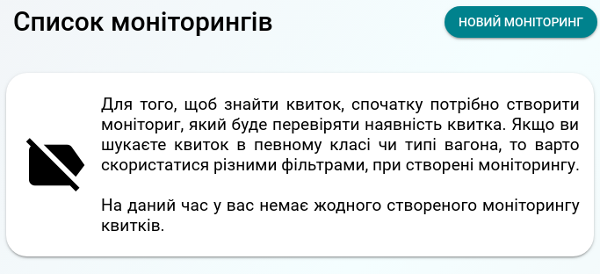 Список моніторингів
НОВИЙ МОНІТОРИНГ
Для того, щоб знайти квиток, спочатку потрібно створити
моніториг, який буде перевіряти наявність квитка. Якщо ви
шукаєте квиток в певному класі чи типі вагона, то варто
скористатися різними фільтрами, при створені моніторингу.
На даний час у вас немає жодного створеного моніторингу
квитків.